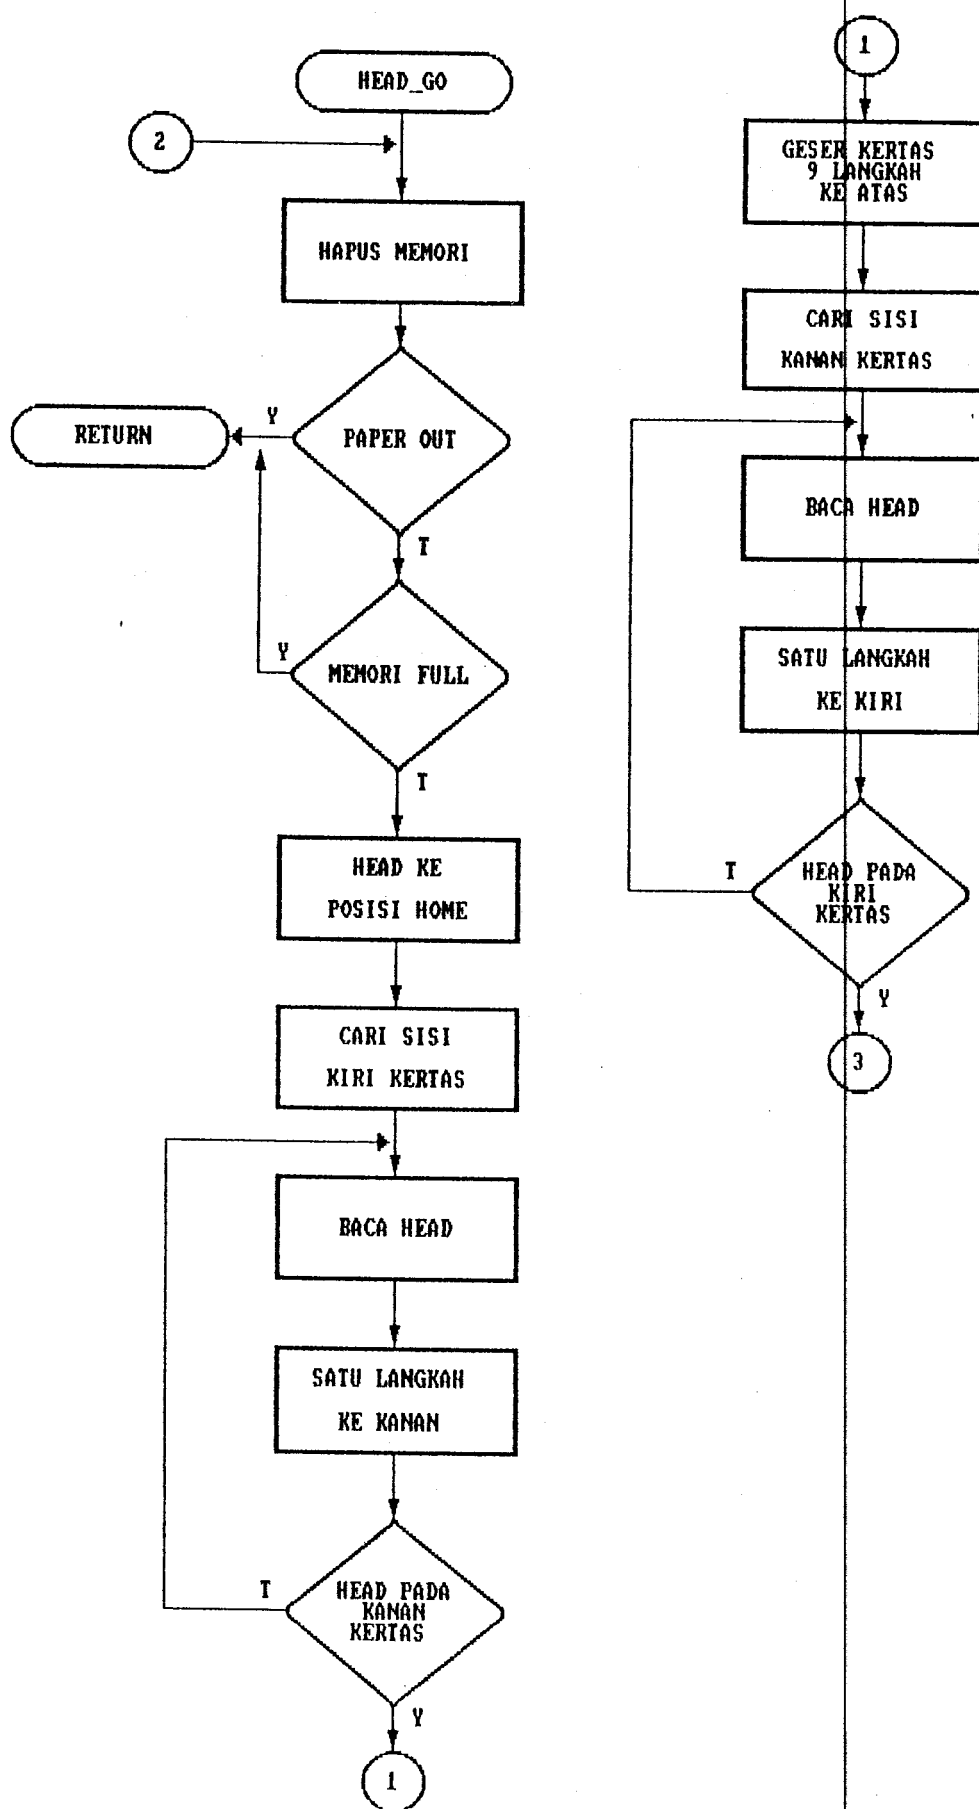 HEAD_GO
2
HAPUS MEMORI
PAPER OUT
Y
RETURN
T
MEMORI FULL
Y
T
HEAD KE
POSISI HOME
CARI SISI
KIRI KERTAS
BACA HEAD
SATU LANGKAH
KE KANAN
HEAD PADA
KANAN
KERTAS
T
Y
1
1
GESER KERTAS
9 LANGKAH
KE ATAS
CARI SISI
KANAN KERTAS
BACA HEAD
SATU LANGKAH
KE KIRI
HEAD PADA
KIRI
KERTAS
T
Y
3